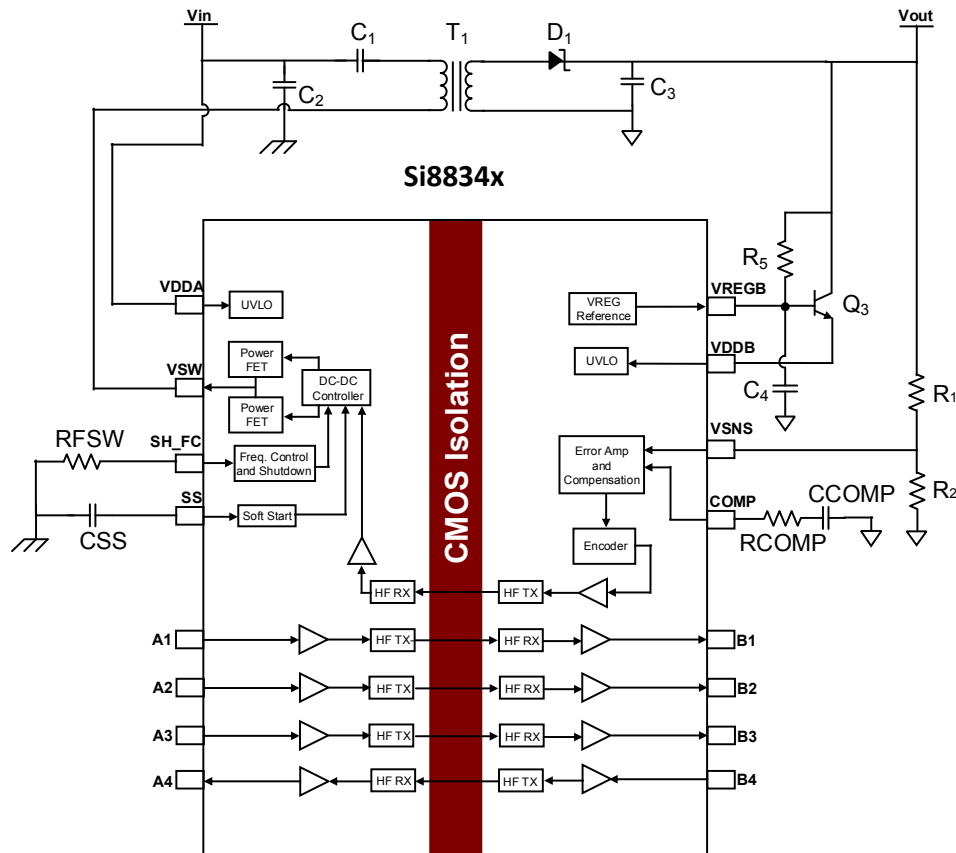 Vin
Vout
C1
T1
D1
C2
C3
Si8834x
R5
VREGB
VDDA
UVLO
VREG
Reference
Q3
VDDB
Power
FET
UVLO
VSW
DC-DC
Controller
C4
R1
Power
FET
VSNS
RFSW
SH_FC
Freq. Control
and Shutdown
Error Amp
and
Compensation
CMOS Isolation
R2
SS
Soft Start
COMP
CCOMP
CSS
RCOMP
Encoder
HF RX
HF TX
A1
HF TX
HF RX
B1
A2
HF TX
HF RX
B2
A3
HF TX
HF RX
B3
A4
HF RX
HF TX
B4